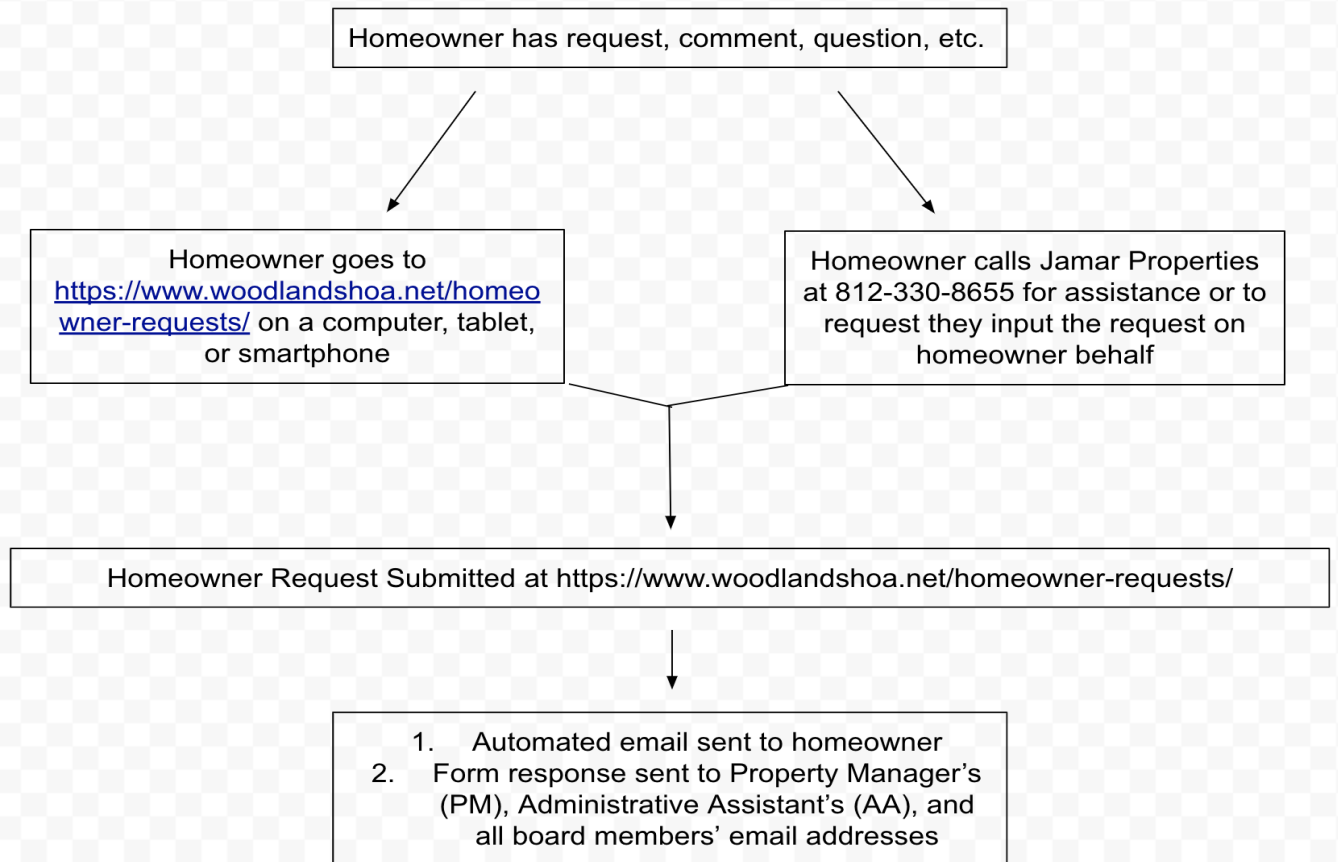 Homeowner has request, comment, question, etc.
Homeowner goes to
https://www.woodlandshoa.net/homeo
wner-requests/ on a computer, tablet,
or smartphone
Homeowner calls Jamar Properties
at 812-330-8655 for assistance or to
request they input the request on
homeowner behalf
Homeowner Request Submitted at https://www.woodlandshoa.net/homeowner-requests/
1. Automated email sent to homeowner
2. Form response sent to Property Manager’s
(PM), Administrative Assistant’s (AA), and
all board members’ email addresses